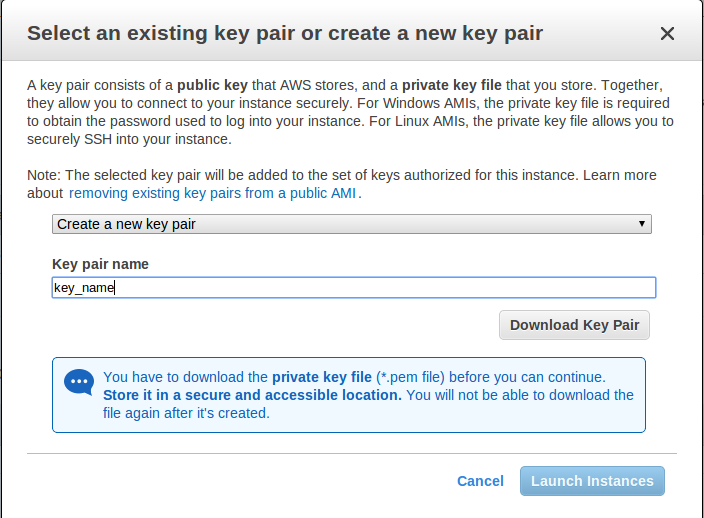 Select an existing key pair or create a new key pair
A key pair consists of a public key that AWS stores, and a private key file that you store. Together,
they allow you to connect to your instance securely. For Windows AMIs, the private key file is required
to obtain the password used to log into your instance. For Linux AMIs, the private key file allows you to
securely SSH into your instance.
Note: The selected key pair will be added to the set of keys authorized for this instance. Learn more
about removing existing key pairs from a public AMI.
Create a new key pair
Key pair name
key_name
Download Key Pair
You have to download the private key file (*.pem file) before you can continue.
Store it in a secure and accessible location. You will not be able to download the
file again after it's created.
Cancel Launch Instances